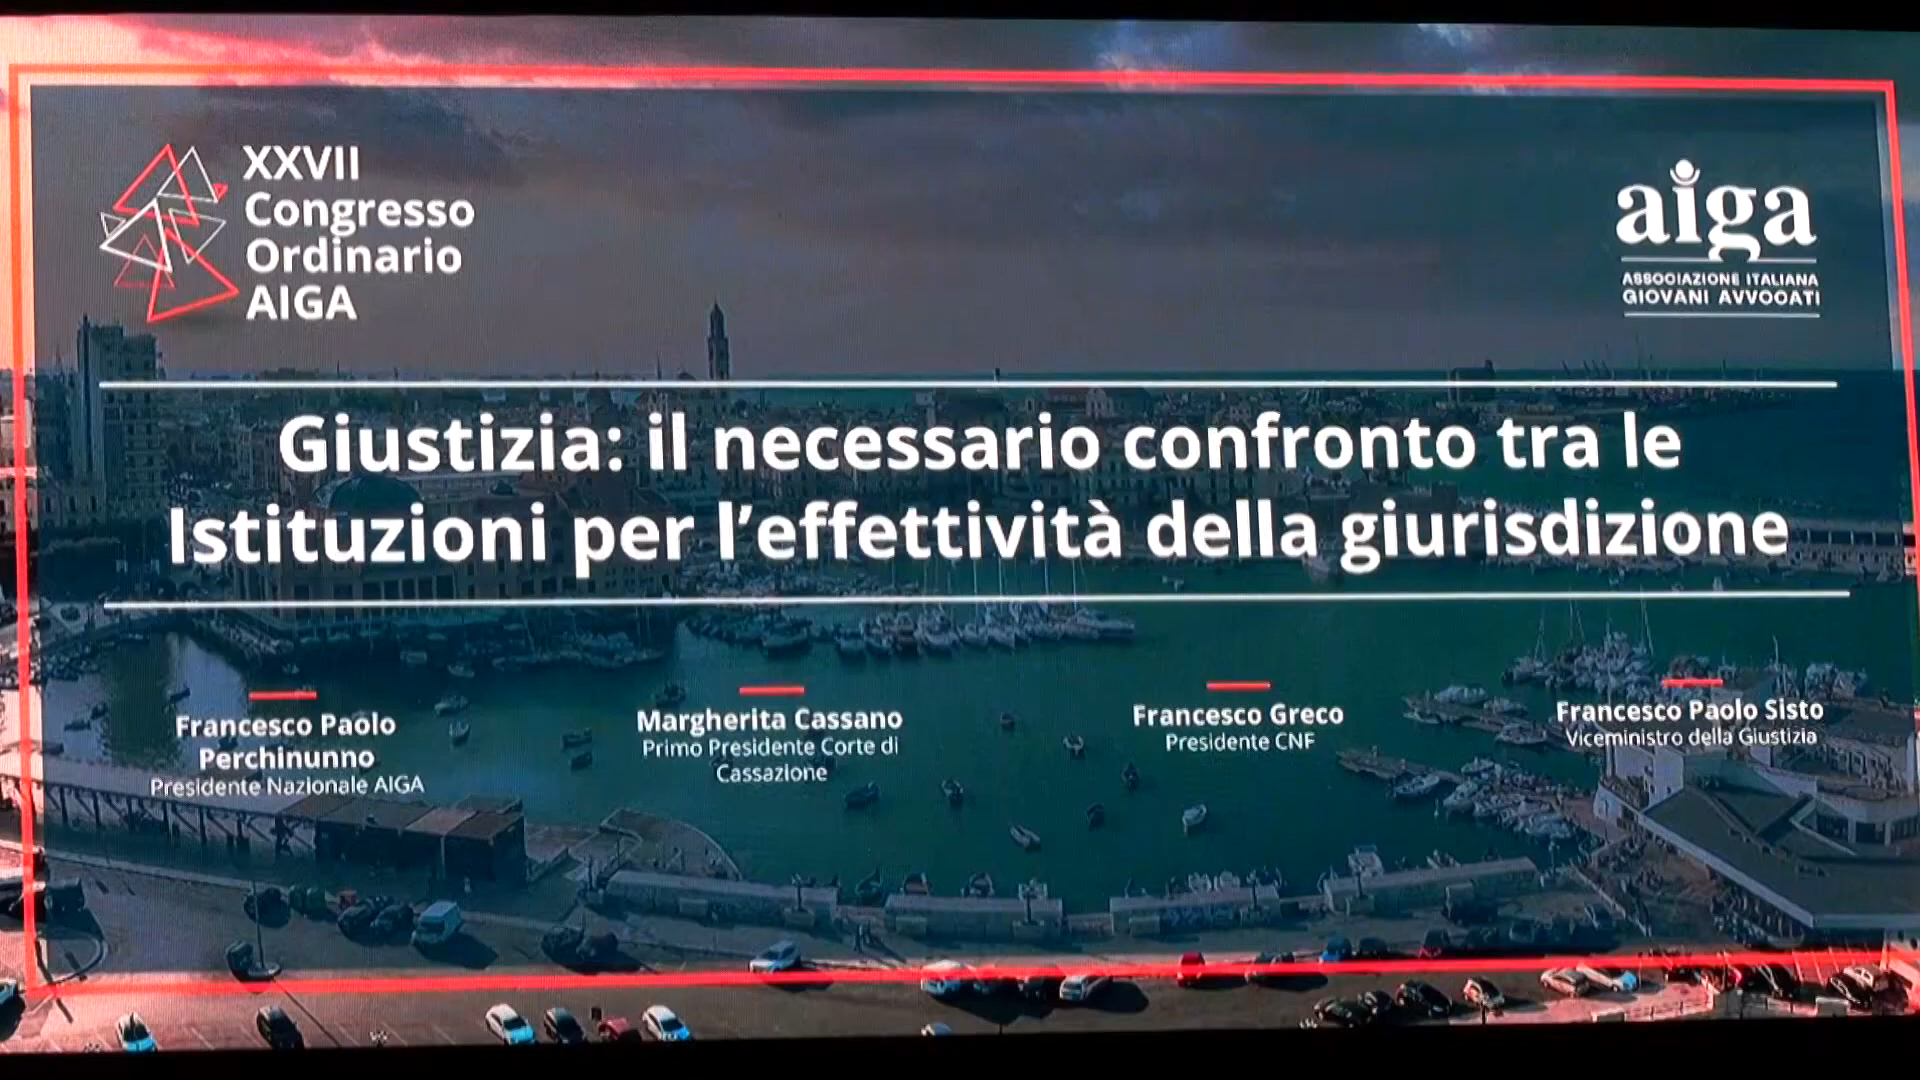 XXVII
Congresso
Ordinario
AIGA
aiga
ASSOCIAZIONE ITALIANA
GIOVANI AVVOCATI
Giustizia: il necessario confronto tra le
Istituzioni per l'effettività della giurisdizione
Francesco Paolo
Perchinunno
Presidente Nazionale AIGA
Margherita Cassano
Primo Presidente Corte di
Cassazione
Francesco Greco
Presidente CNF
Francesco Paolo Sisto
Viceministro della Giustizia